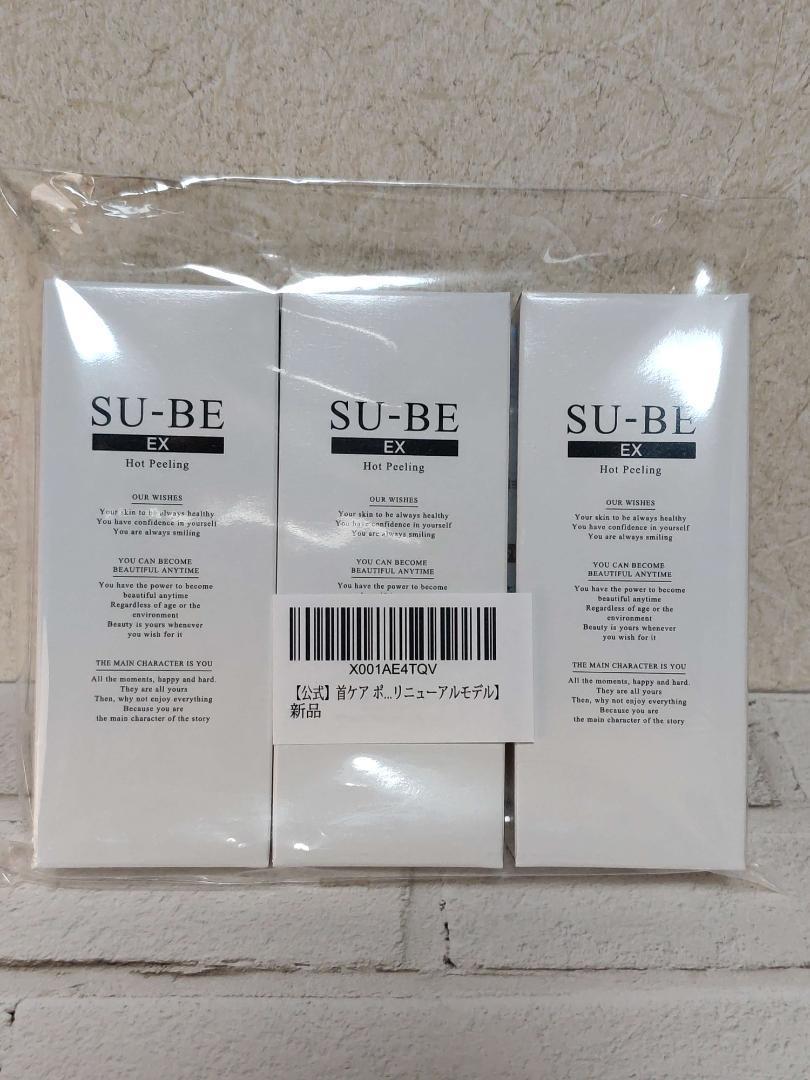 SU-BE
EX
Hot Peeling
OUR WISHES
Your skin to be always healthy
You have confidence in yourself
You are always smiling
YOU CAN BECOME
BEAUTIFUL ANYTIME
You have the power to become
beautiful anytime
Regardless of age or the
environment
Beauty is yours whenever
you wish for it
THE MAIN CHARACTER IS YOU
All the moments, happy and hard.
They are all yours
Then, why not enjoy everything
Because you are
the main character of the story
SU-BE
EX
Hot Peeling
OUR WISHES
Your skin to be always healthy
You have confidence in yourself
You are always smiling
YOU CAN BECOME
BEAUTIFUL ANYTIME
You have the power to become
X001AE4TQV
【公式】首ケア ポ...リニューアルモデル】
新品
SU-BE
EX
Hot Peeling
OUR WISHES
Your skin to be always healthy
You have confidence in yourself
You are always smiling
YOU CAN BECOME
BEAUTIFUL ANYTIME
You have the power to become
beautiful anytime
Regardless of age or the
environment
Beauty is yours whenever
you wish for it
THE MAIN CHARACTER IS YOU
All the moments, happy and hard.
They are all yours
Then, why not enjoy everything
Because you are
the main character of the story